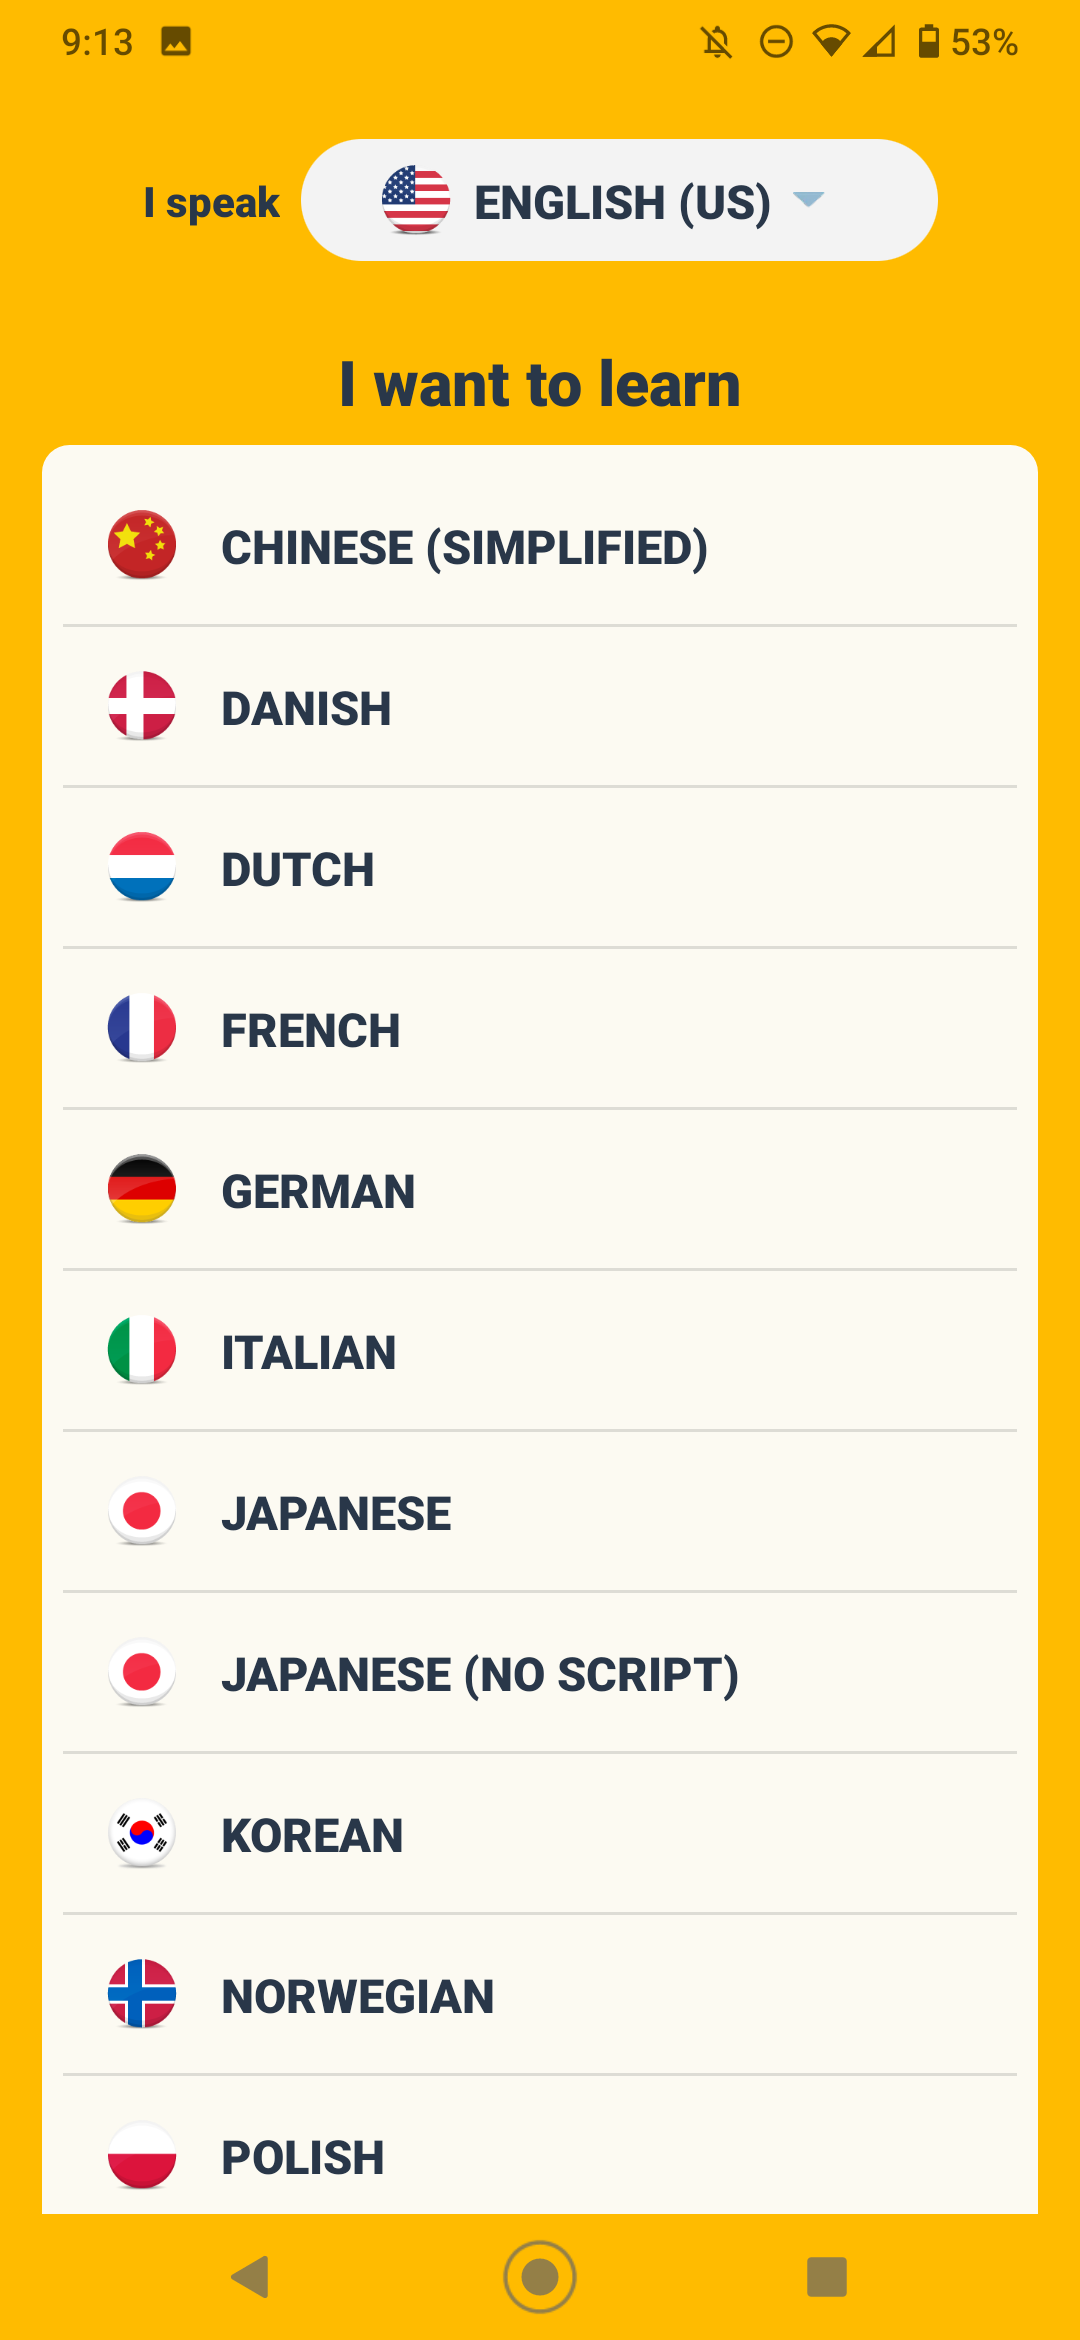 9:13
53%
I speak
ENGLISH (US)
I want to learn
CHINESE (SIMPLIFIED)
DANISH
DUTCH
FRENCH
GERMAN
ITALIAN
JAPANESE
JAPANESE (NO SCRIPT)
KOREAN
NORWEGIAN
POLISH